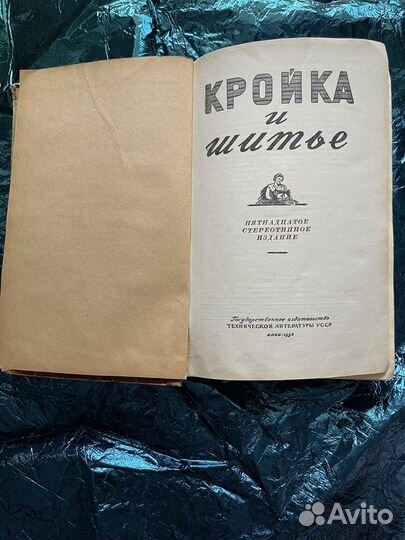 КРОЙКА
и
шитье
ПЯТНАДЦАТОЕ
СТЕРЕОТИПНОЕ
ИЗДАНИЕ
Государственное издательство
ТЕХНИЧЕСКОЙ ЛИТЕРАТУРЫ УССР
Avito